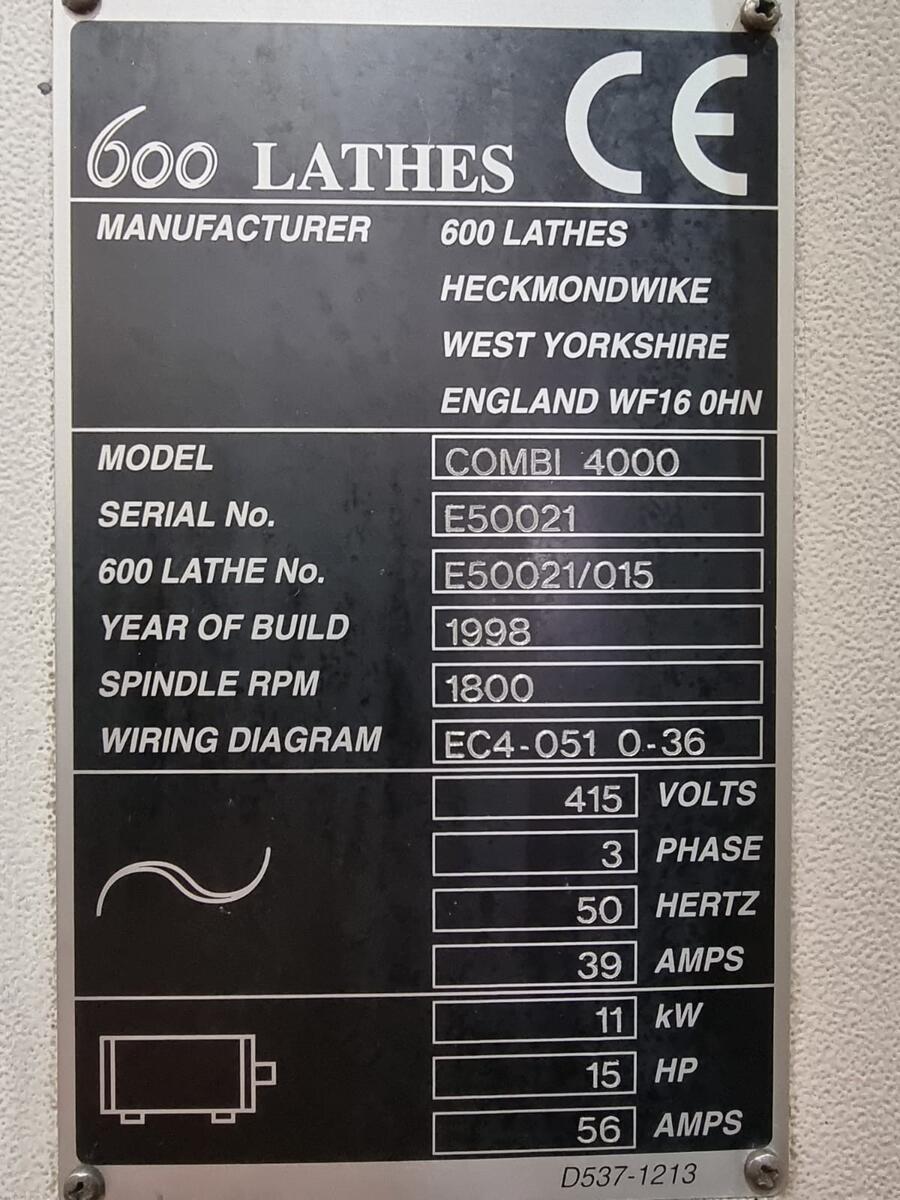 600 LATHES CE
MANUFACTURER 600 LATHES
HECKMONDWIKE
WEST YORKSHIRE
ENGLAND WF16 0HN
MODEL COMBI 4000
SERIAL No. E50021
600 LATHE No. E50021/015
YEAR OF BUILD 1998
SPINDLE RPM 1800
WIRING DIAGRAM EC4-051 0-36
415 VOLTS
3 PHASE
50 HERTZ
39 AMPS
11 kW
15 HP
56 AMPS
D537-1213